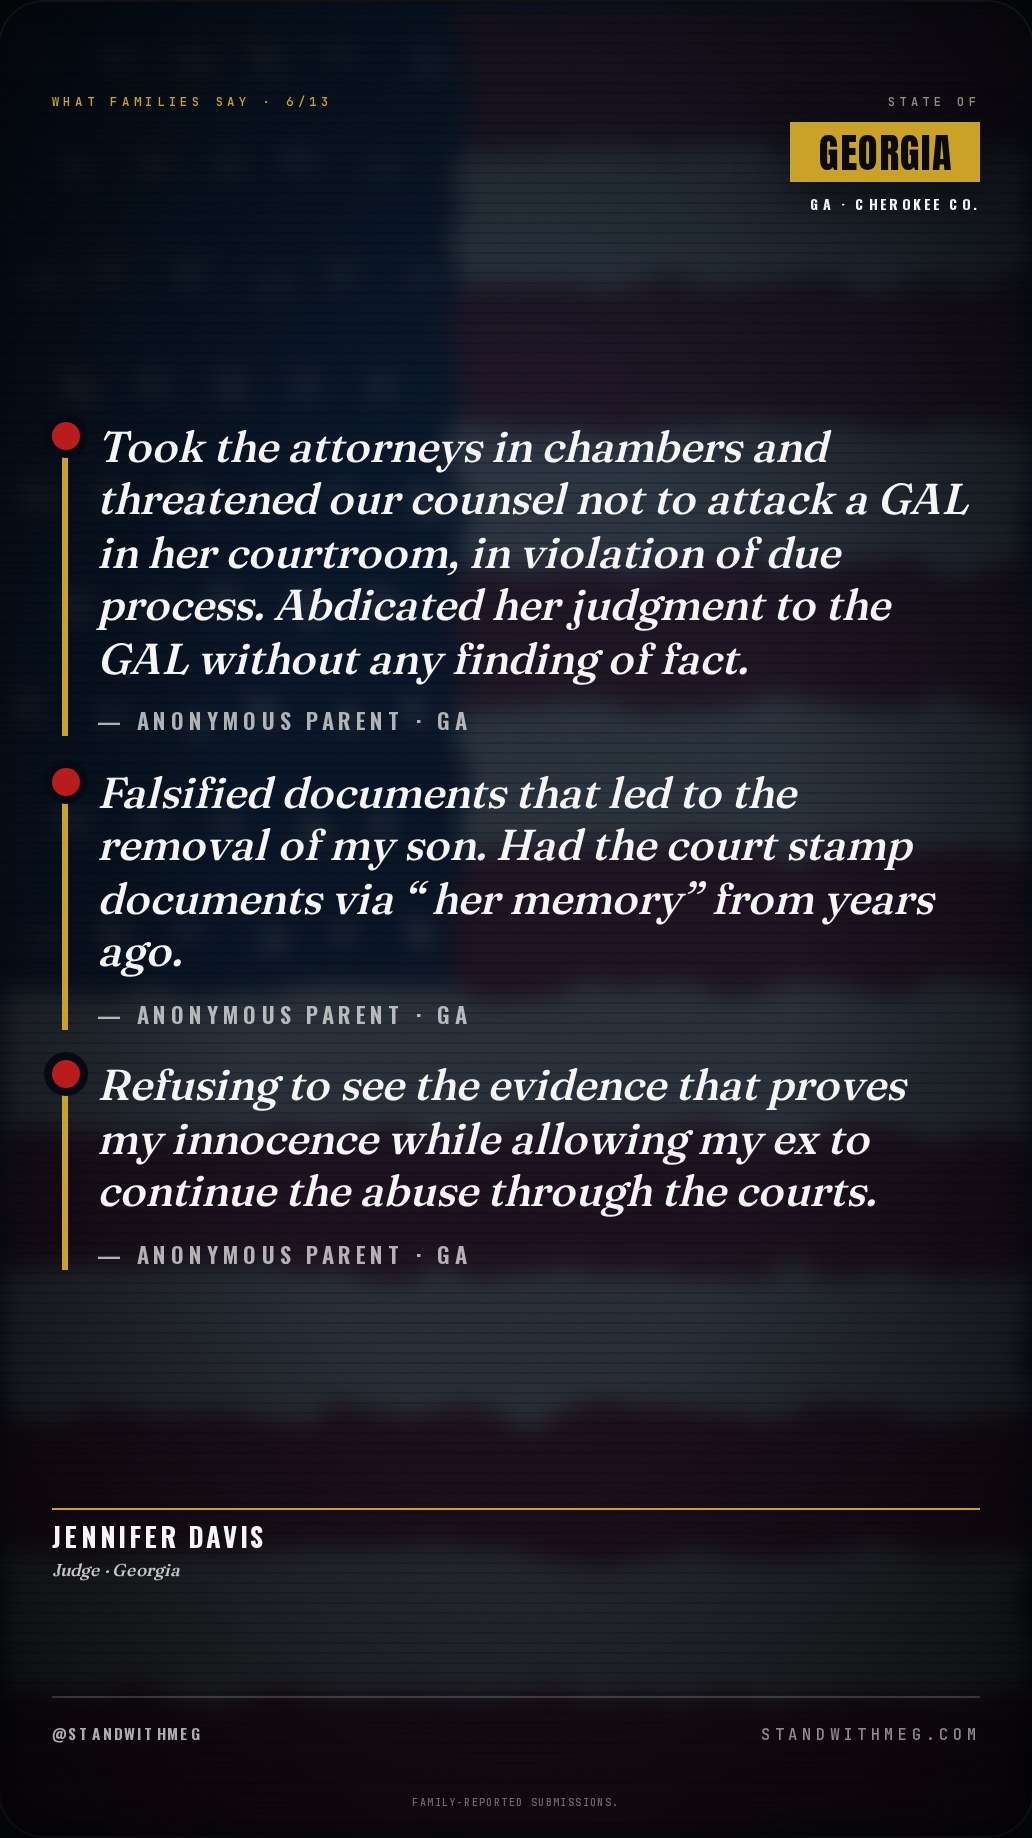 WHAT FAMILIES SAY · 6/13
STATE OF
GEORGIA
GA · CHEROKEE CO.
Took the attorneys in chambers and
threatened our counsel not to attack a GAL
in her courtroom, in violation of due
process. Abdicated her judgment to the
GAL without any finding of fact.
— ANONYMOUS PARENT · GA
Falsified documents that led to the
removal of my son. Had the court stamp
documents via “ her memory” from years
ago.
— ANONYMOUS PARENT · GA
Refusing to see the evidence that proves
my innocence while allowing my ex to
continue the abuse through the courts.
— ANONYMOUS PARENT · GA
JENNIFER DAVIS
Judge · Georgia
@STANDWITHMEG
STANDWITHMEG.COM
FAMILY-REPORTED SUBMISSIONS.